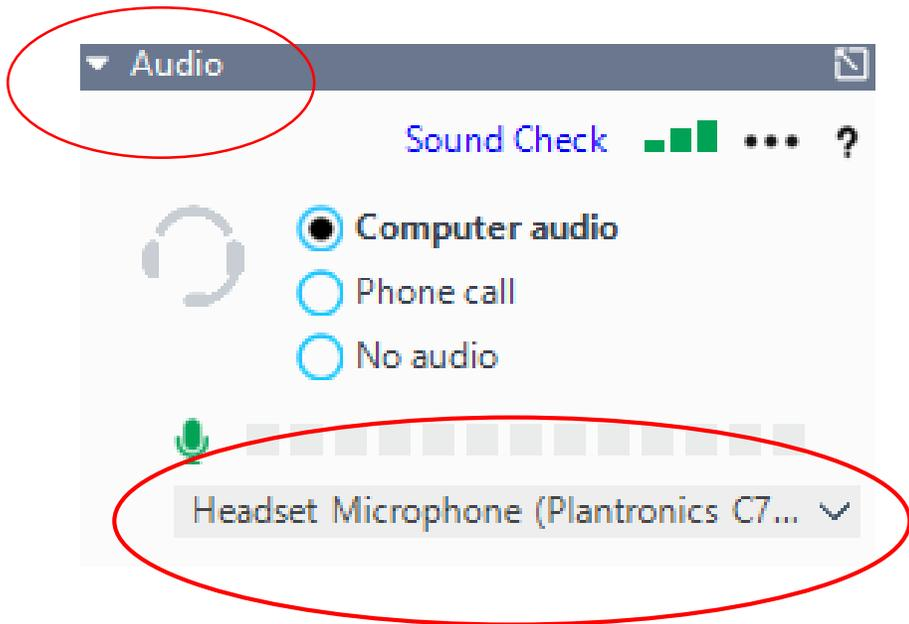 Audio
Sound Check ••• ?
Computer audio
Phone call
No audio
Headset Microphone (Plantronics C7...